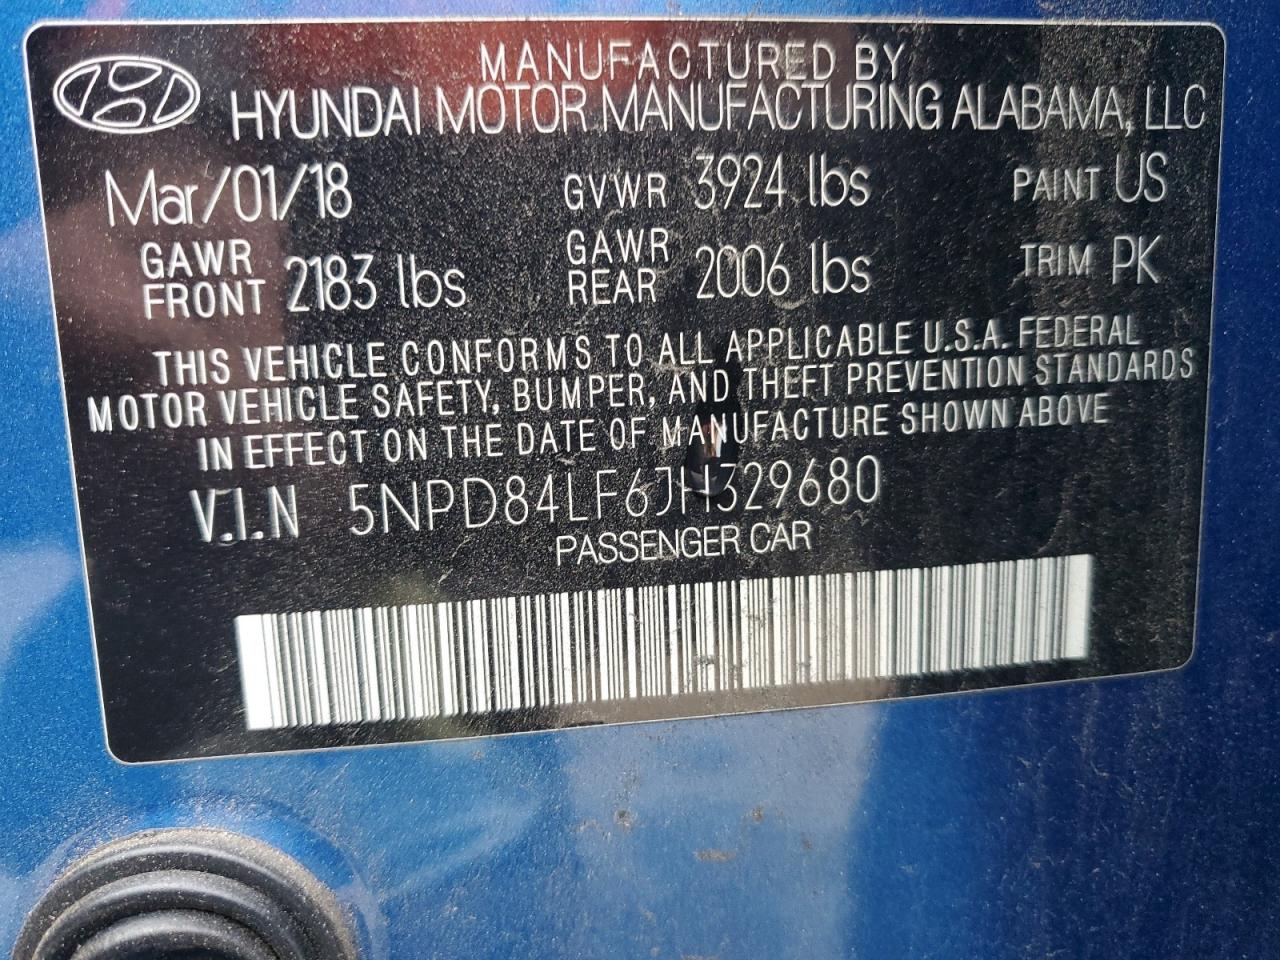 MANUFACTURED BY
HYUNDAI MOTOR MANUFACTURING ALABAMA, LLC
Mar/01/18 GVWR 3924 lbs PAINT US
GAWR FRONT 2183 lbs GAWR REAR 2006 lbs TRIM PK
THIS VEHICLE CONFORMS TO ALL APPLICABLE U.S.A. FEDERAL
MOTOR VEHICLE SAFETY, BUMPER, AND THEFT PREVENTION STANDARDS
IN EFFECT ON THE DATE OF MANUFACTURE SHOWN ABOVE
V.I.N 5NPD84LF6JH329680
PASSENGER CAR